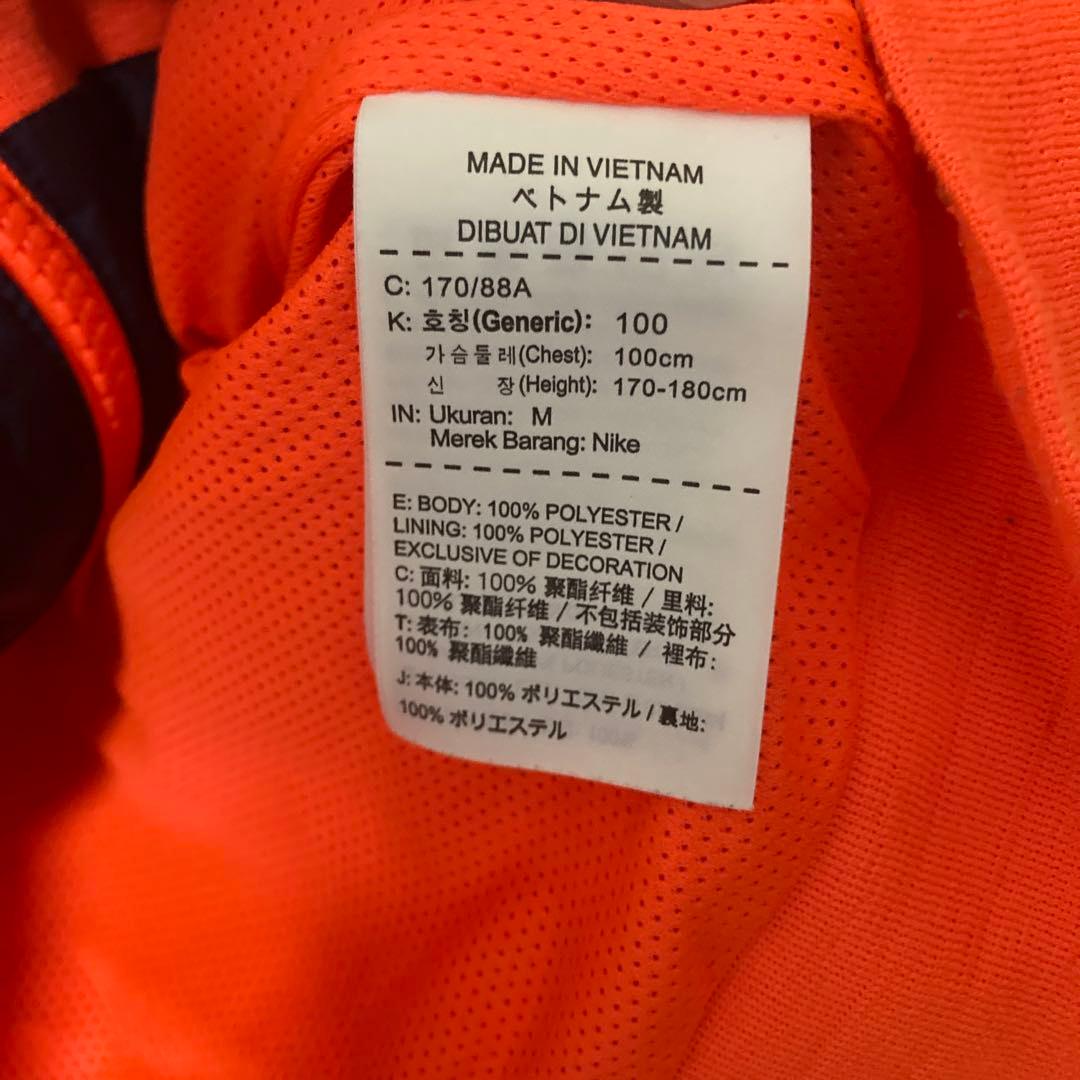 MADE IN VIETNAM
ベトナム製
DIBUAT DI VIETNAM
C: 170/88A
K: 호칭(Generic): 100
가슴둘레(Chest): 100cm
신 장(Height): 170-180cm
IN: Ukuran: M
Merek Barang: Nike
E: BODY: 100% POLYESTER /
LINING: 100% POLYESTER /
EXCLUSIVE OF DECORATION
C: 面料: 100% 聚酯纤维 / 里料:
100% 聚酯纤维 / 不包括装饰部分
T: 表布: 100% 聚酯纖維 / 裡布:
100% 聚酯纖維
J: 本体: 100% ポリエステル / 裏地:
100% ポリエステル